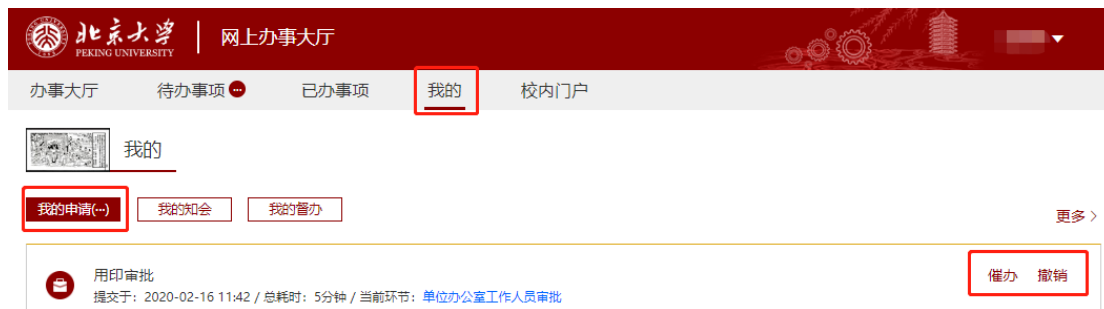 北京大学
PEKING UNIVERSITY
网上办事大厅
办事大厅 待办事项 已办事项 我的 校内门户
我的
我的申请(···) 我的知会 我的督办
更多 >
用印审批
催办 撤销
提交于：2020-02-16 11:42 / 总耗时：5分钟 / 当前环节：单位办公室工作人员审批